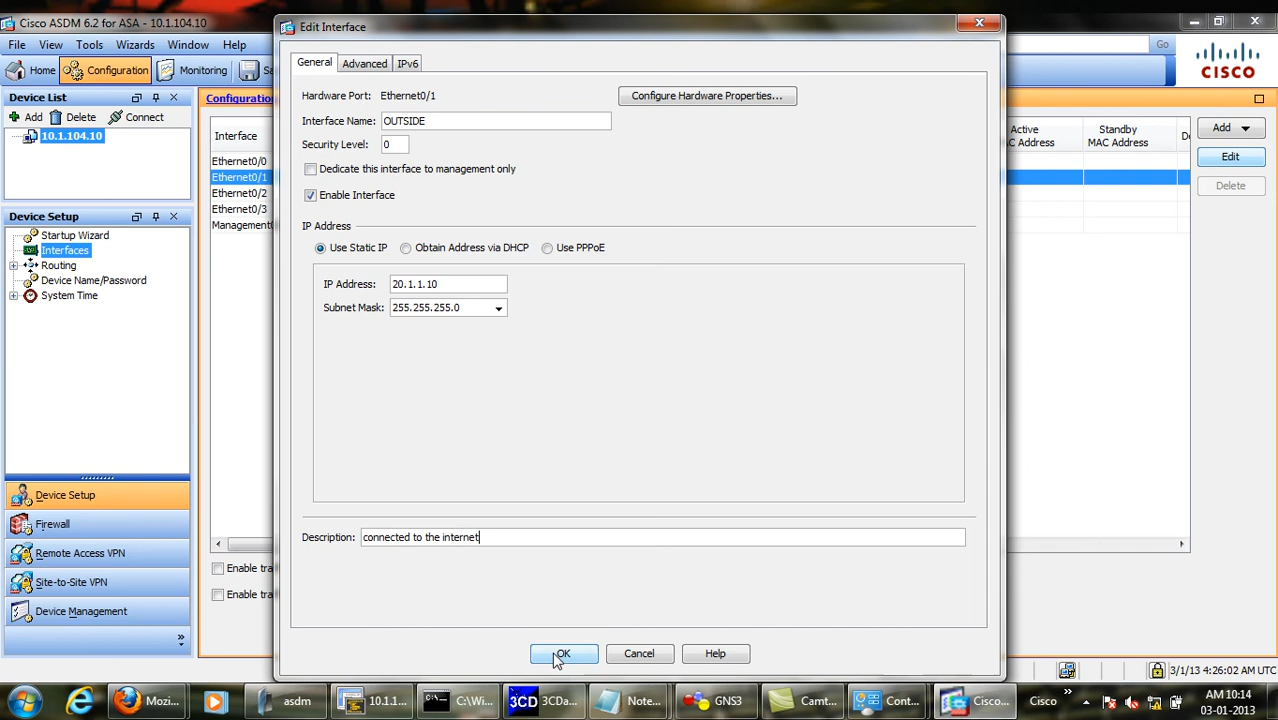 Cisco ASDM 6.2 for ASA - 10.1.104.10
File View Tools Wizards Window Help
Home Configuration Monitoring
Go
CISCO
Device List
Add Delete Connect
10.1.104.10
Device Setup
Startup Wizard
Interfaces
Routing
Device Name/Password
System Time
Device Setup
Firewall
Remote Access VPN
Site-to-Site VPN
Device Management
Configuration
Interface
Ethernet0/0
Ethernet0/1
Ethernet0/2
Ethernet0/3
Enable tra
Enable tra
Edit Interface
General Advanced IPv6
Hardware Port: Ethernet0/1 Configure Hardware Properties...
Interface Name: OUTSIDE
Security Level: 0
Dedicate this interface to management only
Enable Interface
IP Address
Use Static IP Obtain Address via DHCP Use PPPoE
IP Address: 20.1.1.10
Subnet Mask: 255.255.255.0
Description: connected to the internet
OK Cancel Help
Active
C Address
Standby
MAC Address
Add
Edit
Delete
3/1/13 4:26:02 AM UTC
Mozi... asdm 10.1.1... C:\Wi... 3CD 3CDa... Note... GNS3 Camt... Cont... Cisco... Cisco
AM 10:14
03-01-2013